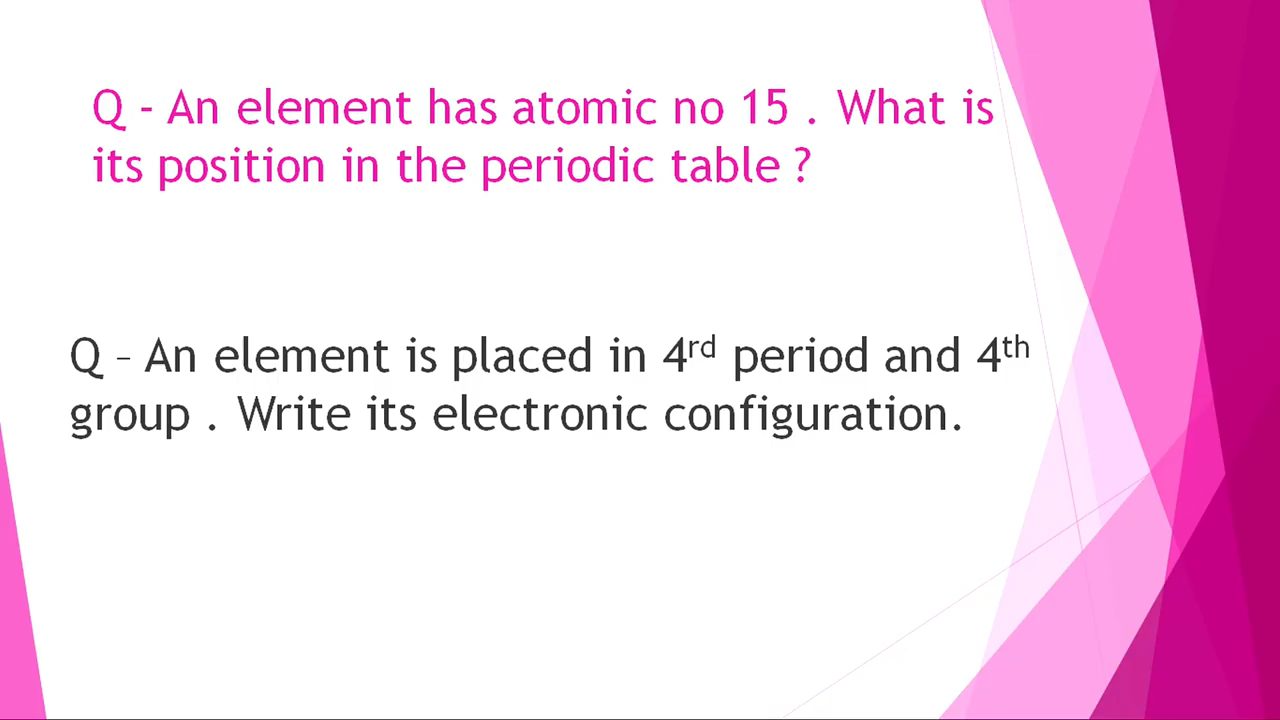 Q - An element has atomic no 15 . What is
its position in the periodic table ?
Q – An element is placed in 4rd period and 4th
group . Write its electronic configuration.